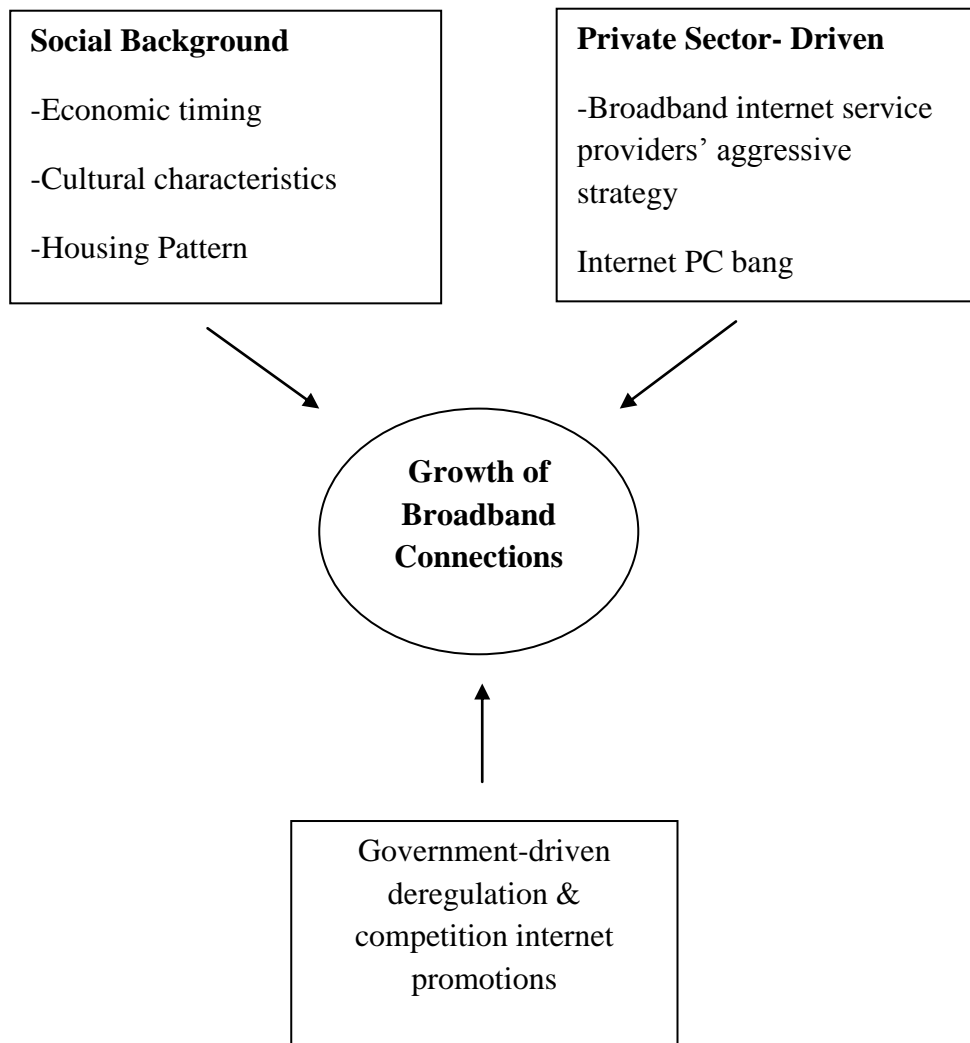 Social Background
-Economic timing
-Cultural characteristics
-Housing Pattern
Private Sector- Driven
-Broadband internet service
providers’ aggressive
strategy
Internet PC bang
Growth of
Broadband
Connections
Government-driven
deregulation &
competition internet
promotions